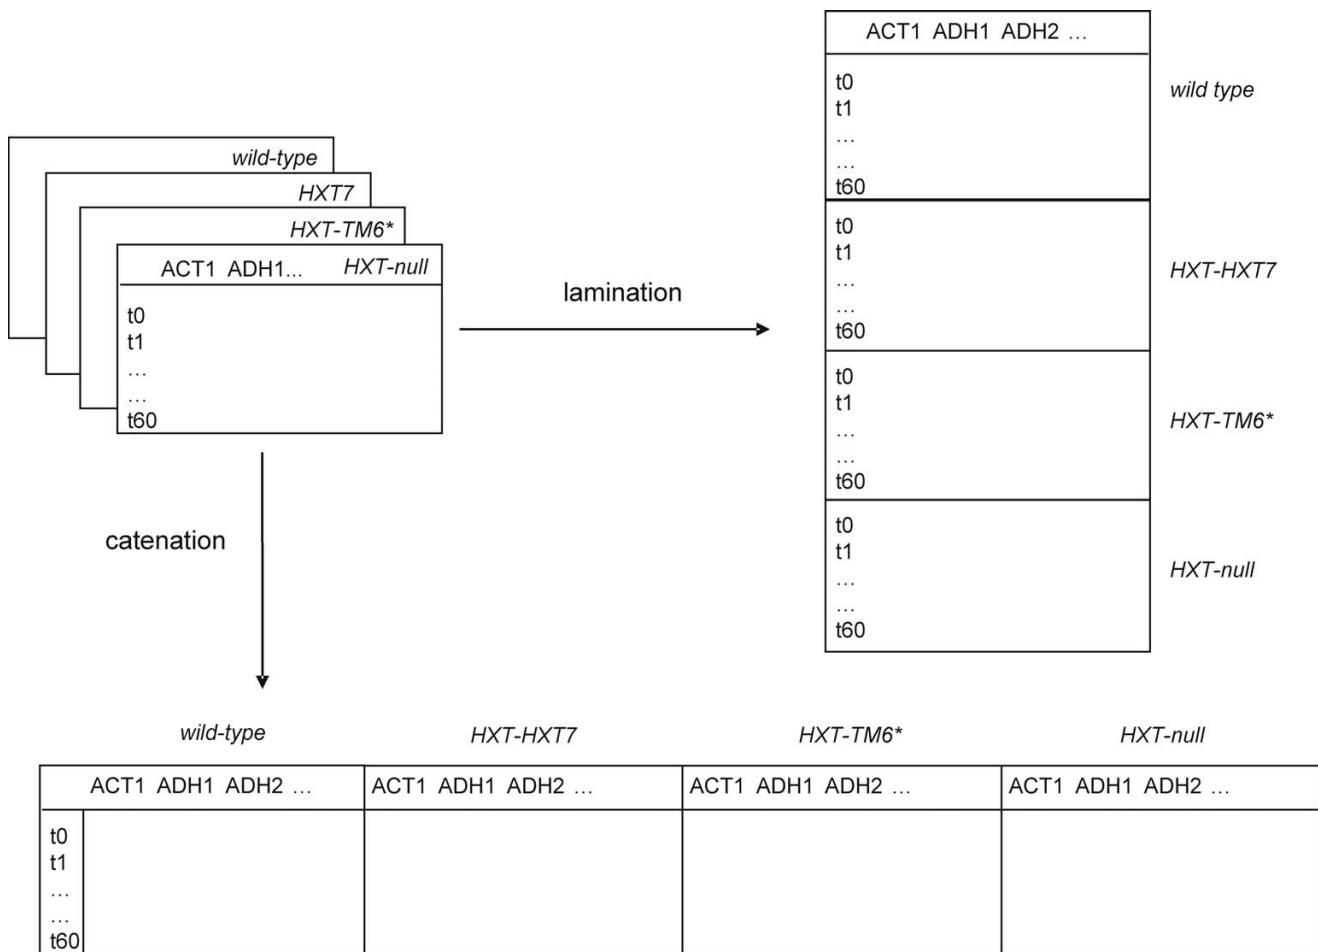 ACT1 ADH1 ADH2 ...
t0
t1
...
...
t60
wild type
t0
t1
...
...
t60
HXT-HXT7
t0
t1
...
...
t60
HXT-TM6*
t0
t1
...
...
t60
HXT-null
wild-type
HXT7
HXT-TM6*
ACT1 ADH1... HXT-null
t0
t1
...
...
t60
lamination
catenation
wild-type HXT-HXT7 HXT-TM6* HXT-null
ACT1 ADH1 ADH2 ... ACT1 ADH1 ADH2 ... ACT1 ADH1 ADH2 ... ACT1 ADH1 ADH2 ...
t0
t1
...
...
t60